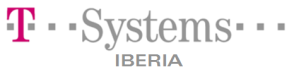 T · · · Systems · · ·
IBERIA